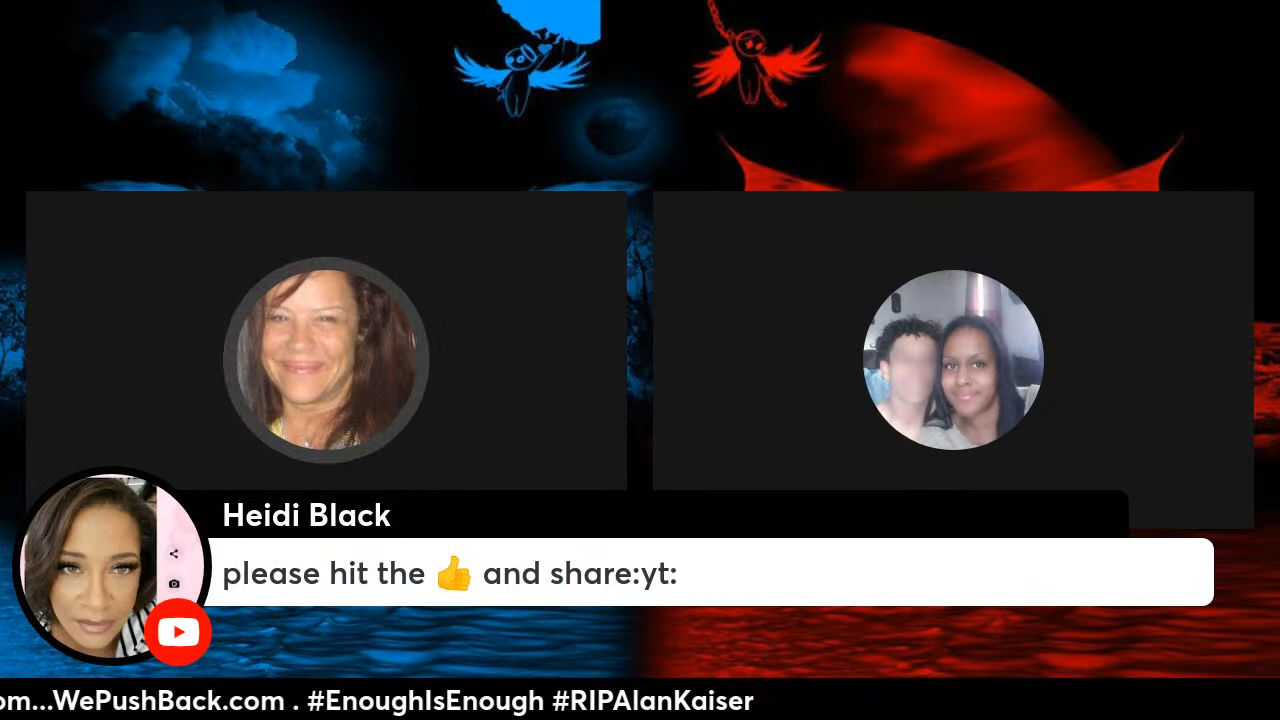 Heidi Black
please hit the 👍 and share:yt:
om...WePushBack.com . #EnoughIsEnough #RIPAlanKaiser